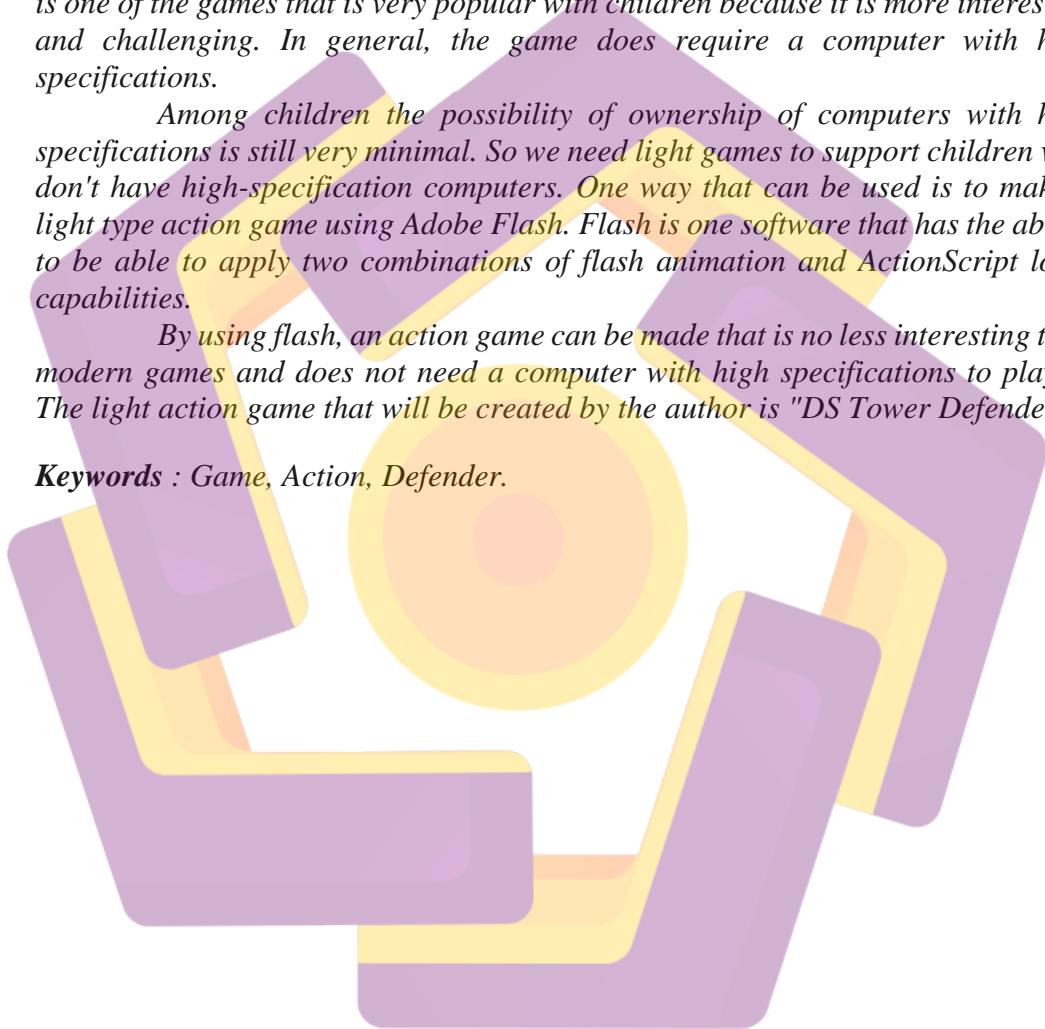 is one of the games that is very popular with children because it is more
and challenging. In general, the game does require a computer with
specifications.
Among children the possibility of ownership of computers with
specifications is still very minimal. So we need light games to support children
don't have high-specification computers. One way that can be used is to
light type action game using Adobe Flash. Flash is one software that has the
to be able to apply two combinations of flash animation and ActionScript
capabilities.
By using flash, an action game can be made that is no less interesting
modern games and does not need a computer with high specifications to
The light action game that will be created by the author is "DS Tower
Keywords : Game, Action, Defender.